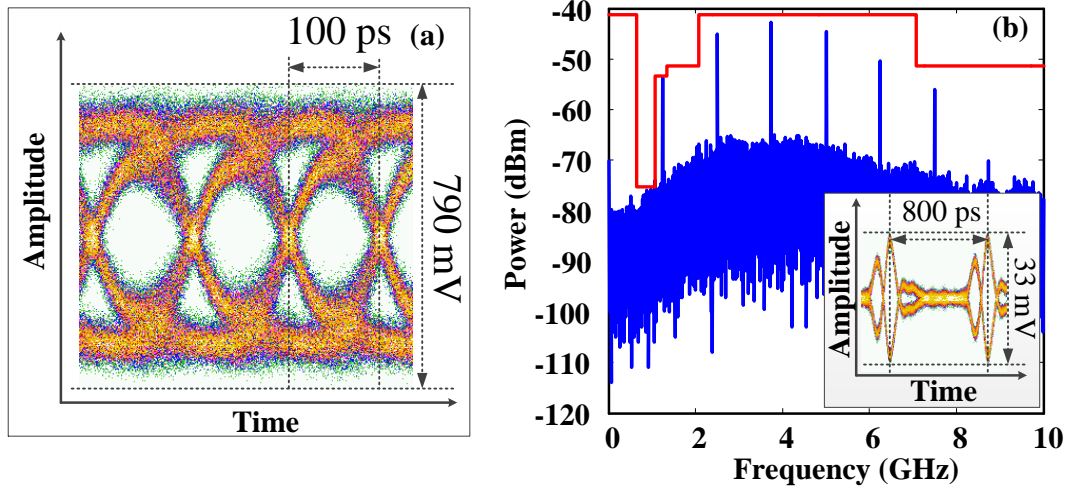 100 ps (a)
Amplitude
790 mV
Time
(b)
-40
-50
-60
-70
-80
-90
-100
-110
-120
Power (dBm)
0 2 4 6 8 10
Frequency (GHz)
800 ps
33 mV
Amplitude
Time